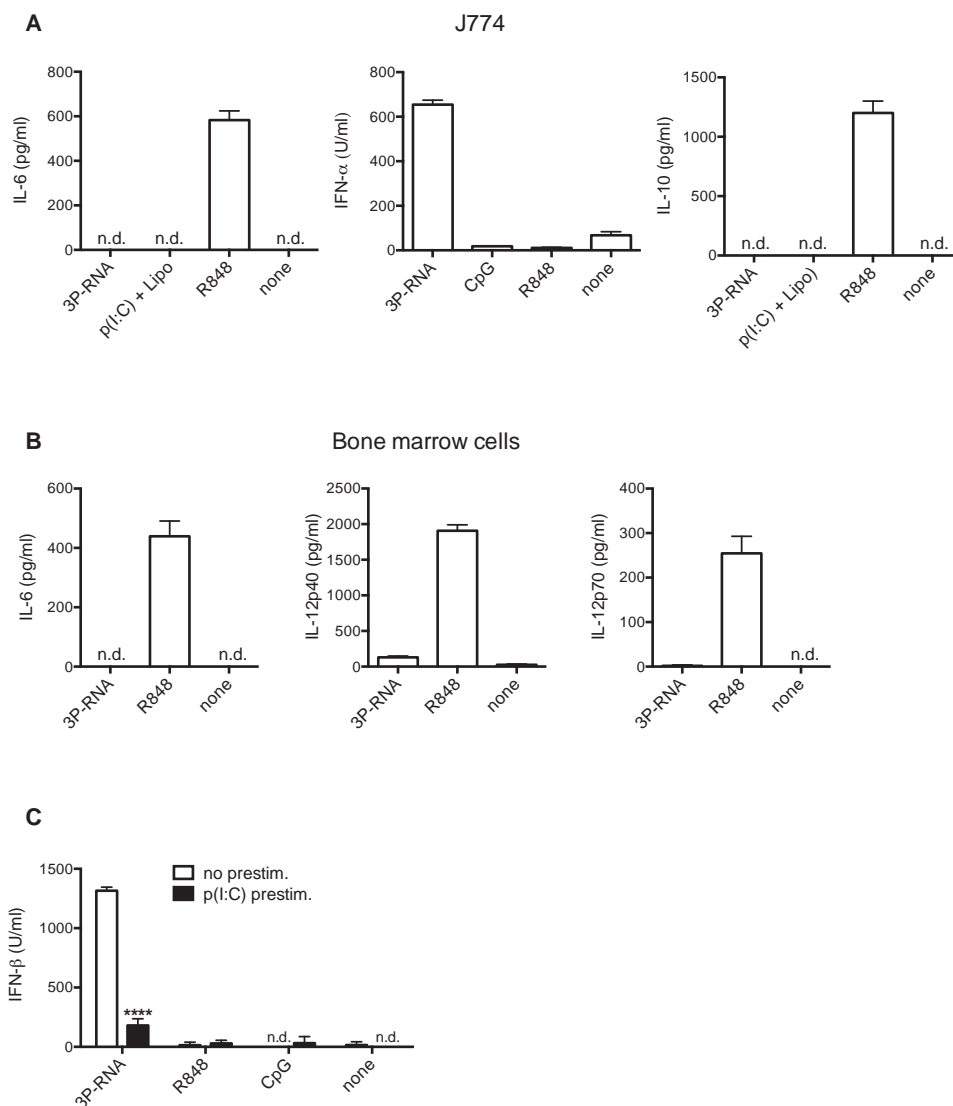 A
J774
IL-6 (pg/ml)
800
600
400
200
0
n.d.
n.d.
n.d.
3P-RNA
p(I:C) + Lipo
R848
none
IFN-α (U/ml)
800
600
400
200
0
3P-RNA
CpG
R848
none
IL-10 (pg/ml)
1500
1000
500
0
n.d.
n.d.
n.d.
3P-RNA
p(I:C) + Lipo)
R848
none
B
Bone marrow cells
IL-6 (pg/ml)
600
400
200
0
n.d.
n.d.
3P-RNA
R848
none
IL-12p40 (pg/ml)
2500
2000
1500
1000
500
0
3P-RNA
R848
none
IL-12p70 (pg/ml)
400
300
200
100
0
n.d.
3P-RNA
R848
none
C
IFN-β (U/ml)
1500
1000
500
0
no prestim.
p(I:C) prestim.
****
n.d.
n.d.
3P-RNA
R848
CpG
none